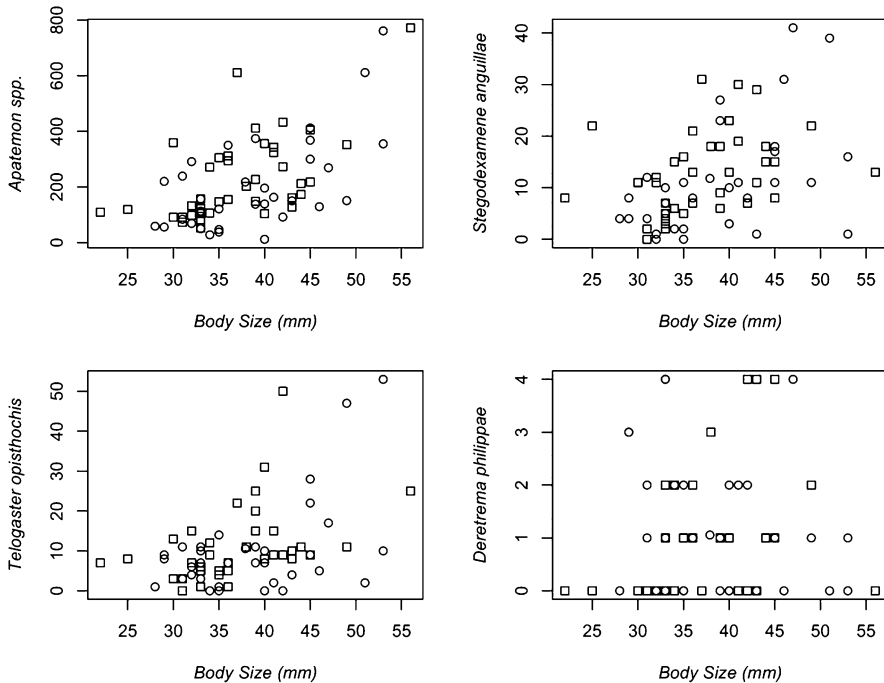 Apatemon spp.
800
600
400
200
0
25 30 35 40 45 50 55
Body Size (mm)
Stegodexamene anguillae
40
30
20
10
0
25 30 35 40 45 50 55
Body Size (mm)
Telogaster opisthochis
50
40
30
20
10
0
25 30 35 40 45 50 55
Body Size (mm)
Deretrema philippae
4
3
2
1
0
25 30 35 40 45 50 55
Body Size (mm)